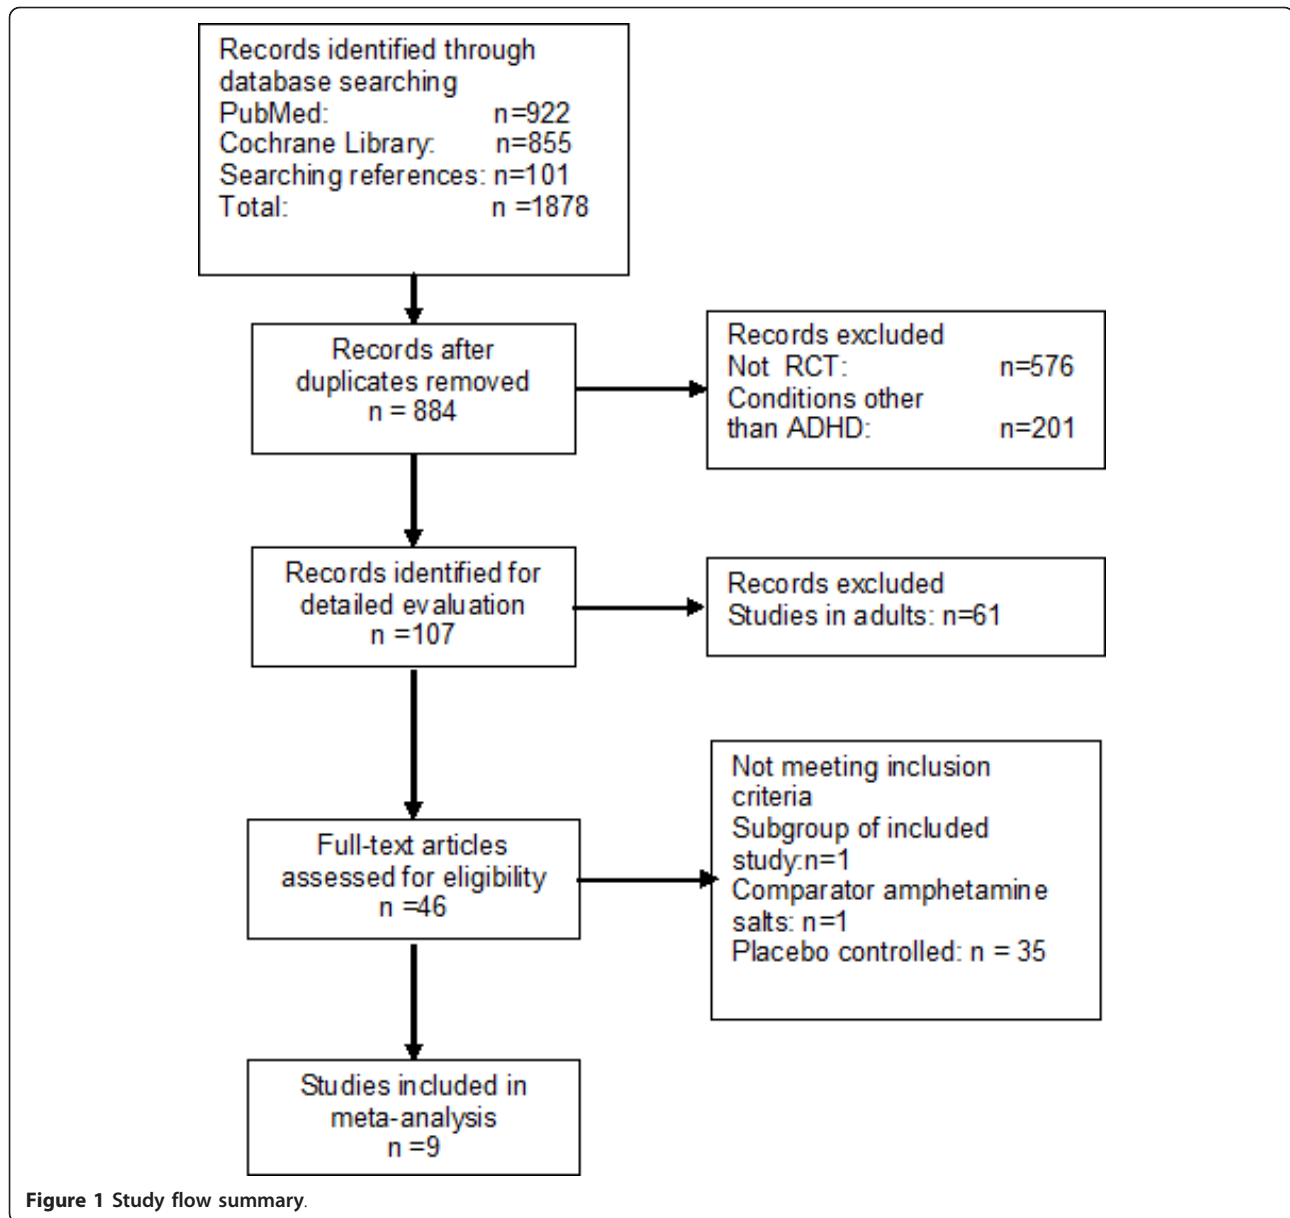 Records identified through
database searching
PubMed: n=922
Cochrane Library: n=855
Searching references: n=101
Total: n =1878
Records after
duplicates removed
n = 884
Records excluded
Not RCT: n=576
Conditions other
than ADHD: n=201
Records identified for
detailed evaluation
n =107
Records excluded
Studies in adults: n=61
Full-text articles
assessed for eligibility
n =46
Not meeting inclusion
criteria
Subgroup of included
study:n=1
Comparator amphetamine
salts: n=1
Placebo controlled: n = 35
Studies included in
meta-analysis
n =9
Figure 1 Study flow summary.